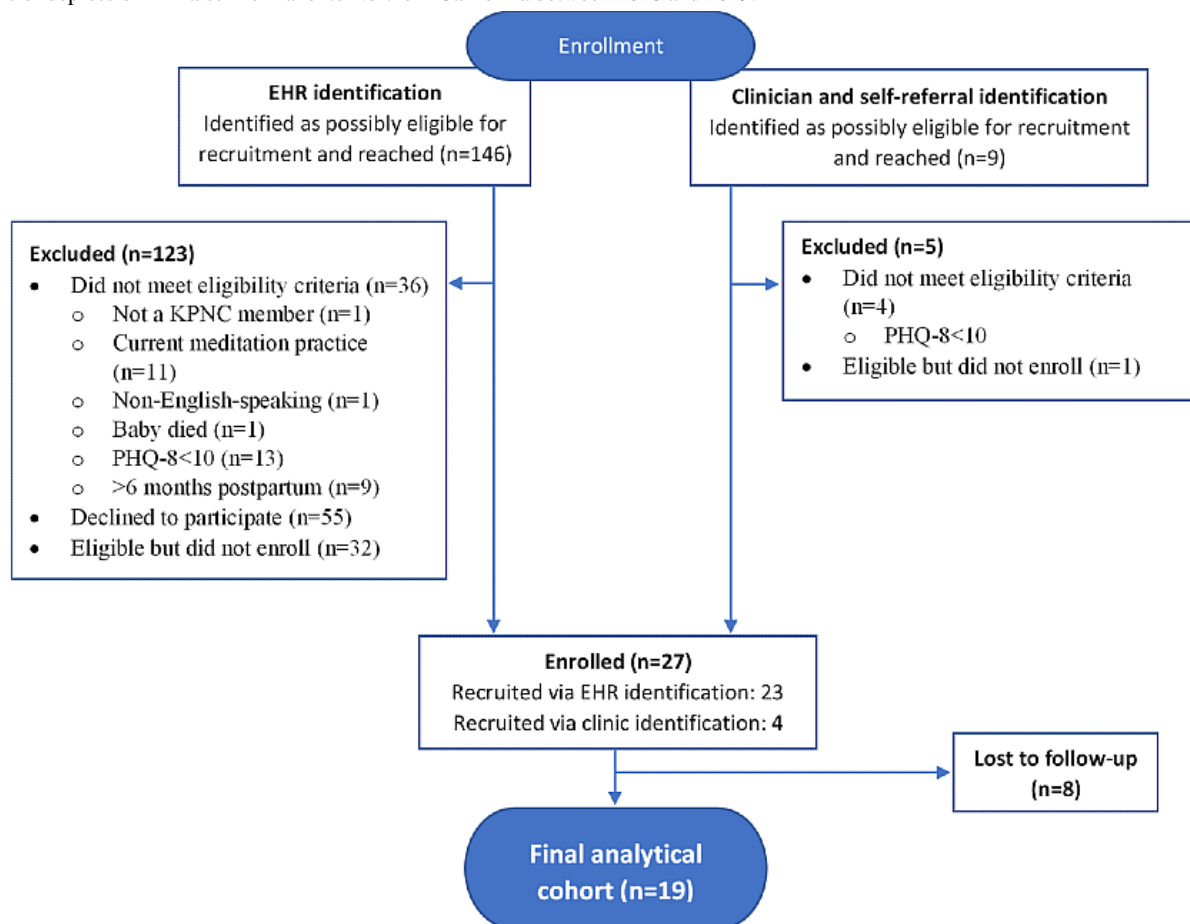 Enrollment
EHR identification
Identified as possibly eligible for
recruitment and reached (n=146)
Clinician and self-referral identification
Identified as possibly eligible for recruitment
and reached (n=9)
Excluded (n=123)
• Did not meet eligibility criteria (n=36)
o Not a KPNC member (n=1)
o Current meditation practice
(n=11)
o Non-English-speaking (n=1)
o Baby died (n=1)
o PHQ-8<10 (n=13)
o >6 months postpartum (n=9)
• Declined to participate (n=55)
• Eligible but did not enroll (n=32)
Excluded (n=5)
• Did not meet eligibility criteria
(n=4)
o PHQ-8<10
• Eligible but did not enroll (n=1)
Enrolled (n=27)
Recruited via EHR identification: 23
Recruited via clinic identification: 4
Lost to follow-up
(n=8)
Final analytical
cohort (n=19)